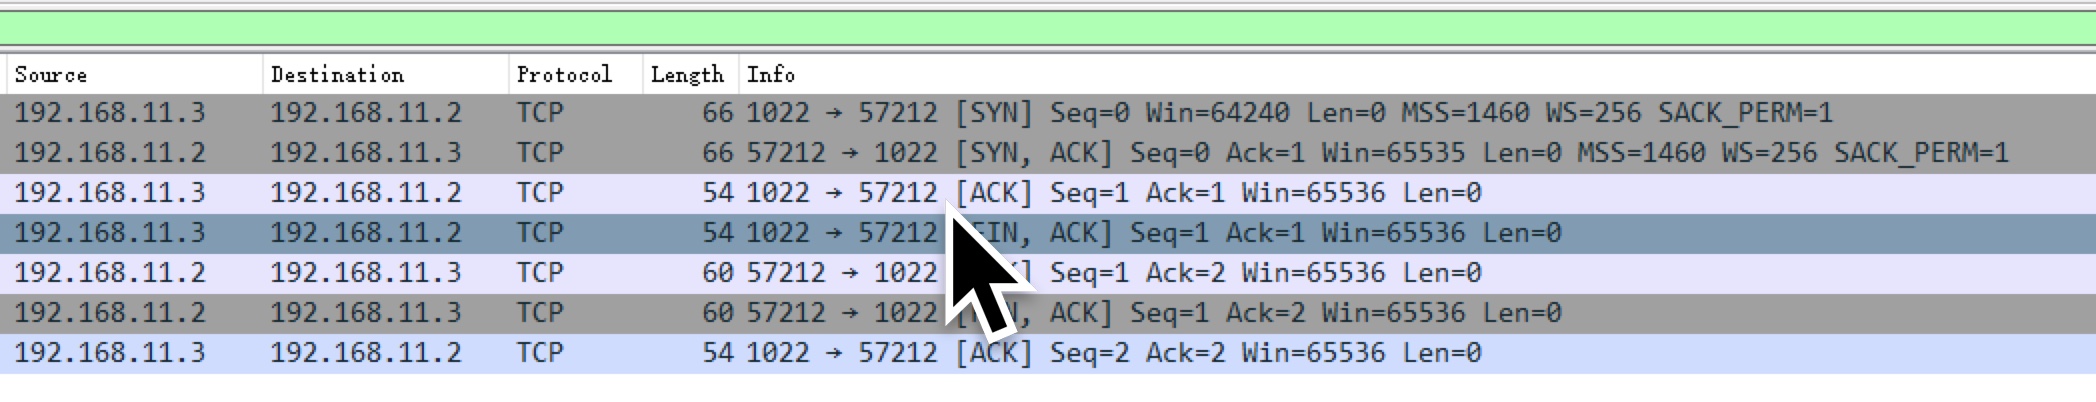 Source Destination Protocol Length Info
192.168.11.3 192.168.11.2 TCP 66 1022 → 57212 [SYN] Seq=0 Win=64240 Len=0 MSS=1460 WS=256 SACK_PERM=1
192.168.11.2 192.168.11.3 TCP 66 57212 → 1022 [SYN, ACK] Seq=0 Ack=1 Win=65535 Len=0 MSS=1460 WS=256 SACK_PERM=1
192.168.11.3 192.168.11.2 TCP 54 1022 → 57212 [ACK] Seq=1 Ack=1 Win=65536 Len=0
192.168.11.3 192.168.11.2 TCP 54 1022 → 57212 ACK] Seq=1 Ack=1 Win=65536 Len=0
192.168.11.2 192.168.11.3 TCP 60 57212 → 1022 Seq=1 Ack=2 Win=65536 Len=0
192.168.11.2 192.168.11.3 TCP 60 57212 → 1022 ACK] Seq=1 Ack=2 Win=65536 Len=0
192.168.11.3 192.168.11.2 TCP 54 1022 → 57212 [ACK] Seq=2 Ack=2 Win=65536 Len=0